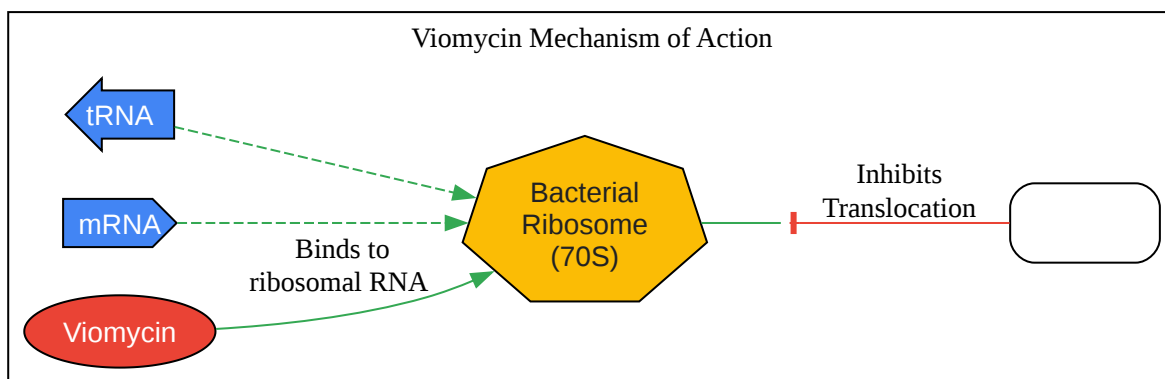 Viomycin Mechanism of Action
tRNA
mRNA
Binds to
ribosomal RNA
Viomycin
Bacterial
Ribosome
(70S)
Inhibits
Translocation